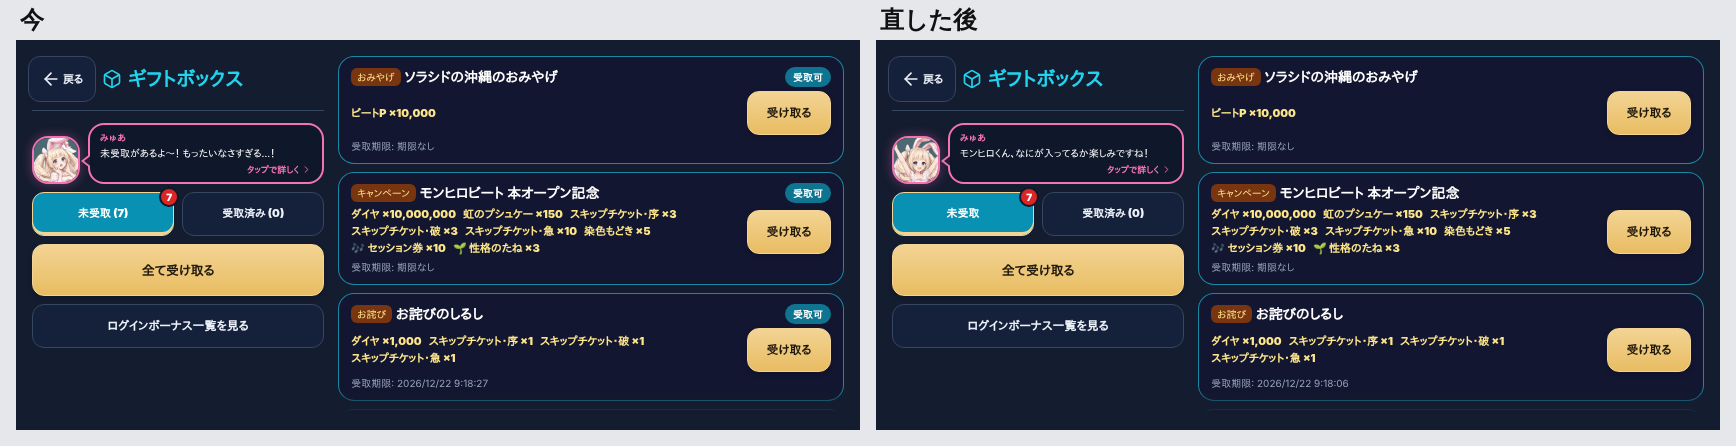 今
戻る
ギフトボックス
みゅあ
未受取があるよ～! もったいなさすぎる…!
タップで詳しく
未受取 (7)
7
受取済み (0)
全て受け取る
ログインボーナス一覧を見る
おみやげ ソラシドの沖縄のおみやげ
受取可
ビートP ×10,000
受け取る
受取期限: 期限なし
キャンペーン モンヒロビート 本オープン記念
受取可
ダイヤ ×10,000,000 虹のプシュケー ×150 スキップチケット・序 ×3
スキップチケット・破 ×3 スキップチケット・急 ×10 染色もどき ×5
🎶 セッション券 ×10 🌱 性格のたね ×3
受け取る
受取期限: 期限なし
お詫び お詫びのしるし
受取可
ダイヤ ×1,000 スキップチケット・序 ×1 スキップチケット・破 ×1
スキップチケット・急 ×1
受け取る
受取期限: 2026/12/22 9:18:27
直した後
戻る
ギフトボックス
みゅあ
モンヒロくん、なにが入ってるか楽しみですね!
タップで詳しく
未受取
7
受取済み (0)
全て受け取る
ログインボーナス一覧を見る
おみやげ ソラシドの沖縄のおみやげ
ビートP ×10,000
受け取る
受取期限: 期限なし
キャンペーン モンヒロビート 本オープン記念
ダイヤ ×10,000,000 虹のプシュケー ×150 スキップチケット・序 ×3
スキップチケット・破 ×3 スキップチケット・急 ×10 染色もどき ×5
🎶 セッション券 ×10 🌱 性格のたね ×3
受け取る
受取期限: 期限なし
お詫び お詫びのしるし
ダイヤ ×1,000 スキップチケット・序 ×1 スキップチケット・破 ×1
スキップチケット・急 ×1
受け取る
受取期限: 2026/12/22 9:18:06